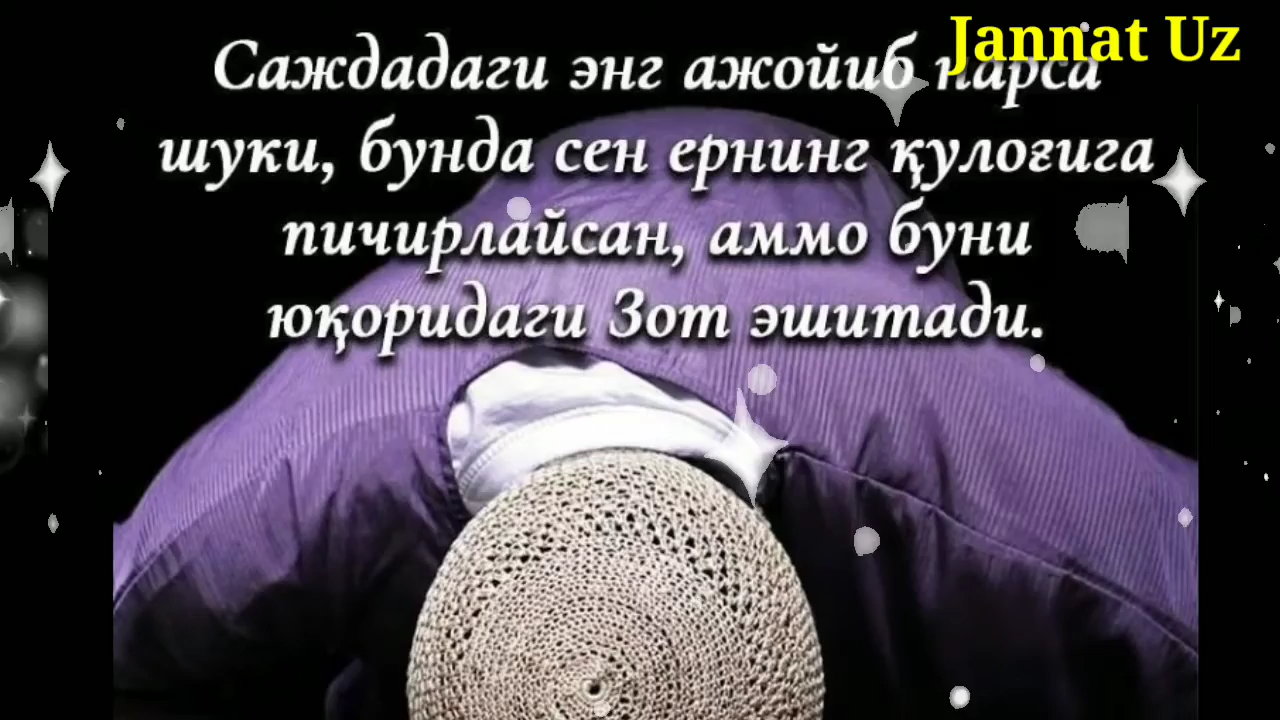 Jannat Uz
Саждадаги энг ажойиб нарса
шуки, бунда сен ернинг қулоғига
пичирлайсан, аммо буни
юқоридаги Зот эшитади.